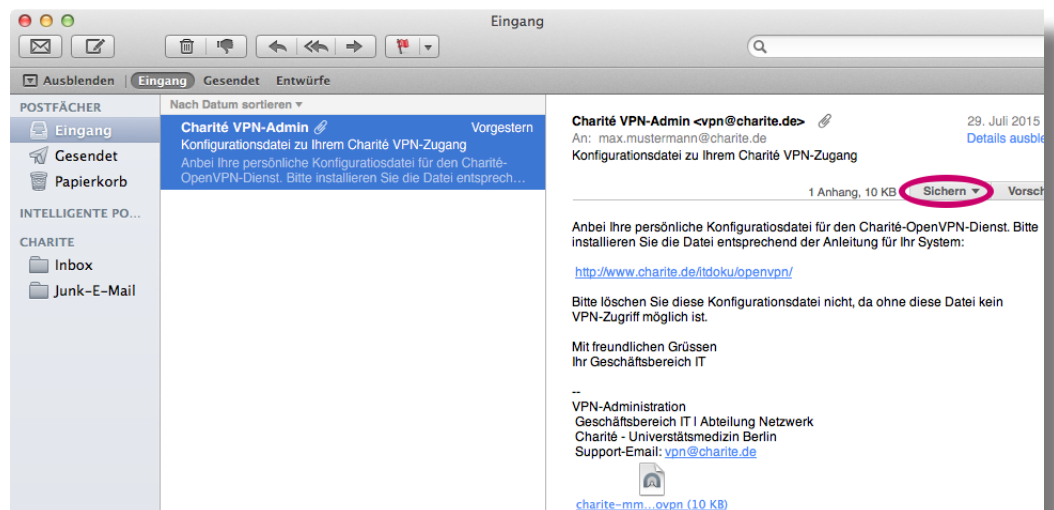 Eingang
Ausblenden Eingang Gesendet Entwürfe
POSTFÄCHER
Eingang
Gesendet
Papierkorb
INTELLIGENTE PO...
CHARITE
Inbox
Junk-E-Mail
Nach Datum sortieren
Charité VPN-Admin Vorgestern
Konfigurationsdatei zu Ihrem Charité VPN-Zugang
Anbei Ihre persönliche Konfiguratiosdatei für den Charité-
OpenVPN-Dienst. Bitte installieren Sie die Datei entsprech...
Charité VPN-Admin <vpn@charite.de> 29. Juli 2015
An: max.mustermann@charite.de Details ausble
Konfigurationsdatei zu Ihrem Charité VPN-Zugang
1 Anhang, 10 KB Sichern Vorsch
Anbei Ihre persönliche Konfiguratiosdatei für den Charité-OpenVPN-Dienst. Bitte
installieren Sie die Datei entsprechend der Anleitung für Ihr System:
http://www.charite.de/itdoku/openvpn/
Bitte löschen Sie diese Konfigurationsdatei nicht, da ohne diese Datei kein
VPN-Zugriff möglich ist.
Mit freundlichen Grüssen
Ihr Geschäftsbereich IT
--
VPN-Administration
Geschäftsbereich IT I Abteilung Netzwerk
Charité - Universtätsmedizin Berlin
Support-Email: vpn@charite.de
charite-mm...ovpn (10 KB)